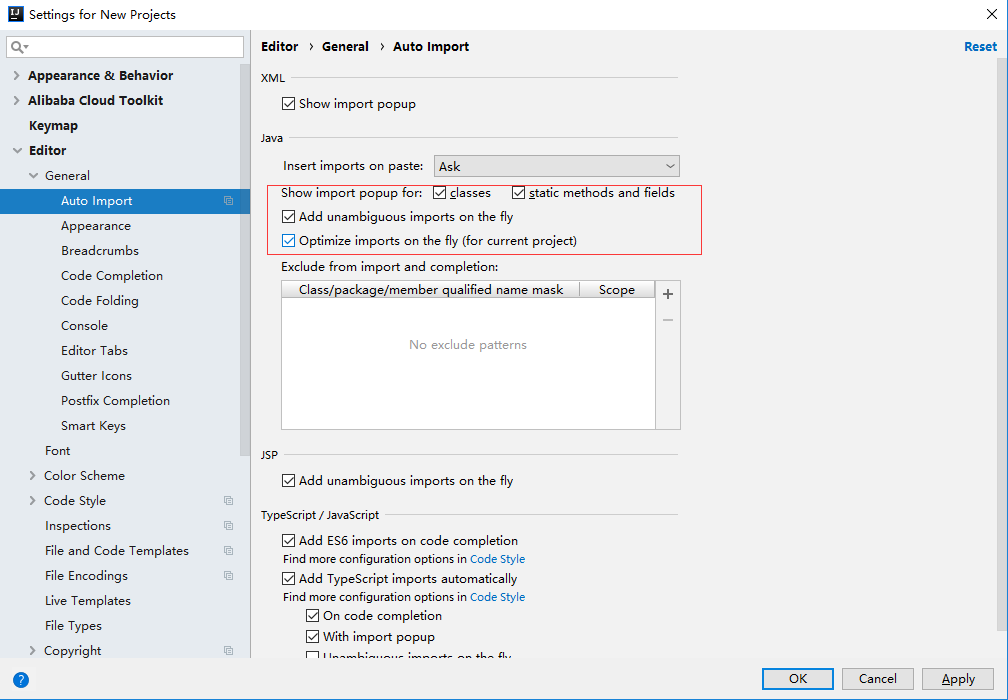 Settings for New Projects
Editor › General › Auto Import
Reset
Appearance & Behavior
Alibaba Cloud Toolkit
Keymap
Editor
General
Auto Import
Appearance
Breadcrumbs
Code Completion
Code Folding
Console
Editor Tabs
Gutter Icons
Postfix Completion
Smart Keys
Font
Color Scheme
Code Style
Inspections
File and Code Templates
File Encodings
Live Templates
File Types
Copyright
XML
Show import popup
Java
Insert imports on paste: Ask
Show import popup for: classes static methods and fields
Add unambiguous imports on the fly
Optimize imports on the fly (for current project)
Exclude from import and completion:
Class/package/member qualified name mask Scope
No exclude patterns
JSP
Add unambiguous imports on the fly
TypeScript / JavaScript
Add ES6 imports on code completion
Find more configuration options in Code Style
Add TypeScript imports automatically
Find more configuration options in Code Style
On code completion
With import popup
Unambiguous imports on the fly
OK Cancel Apply